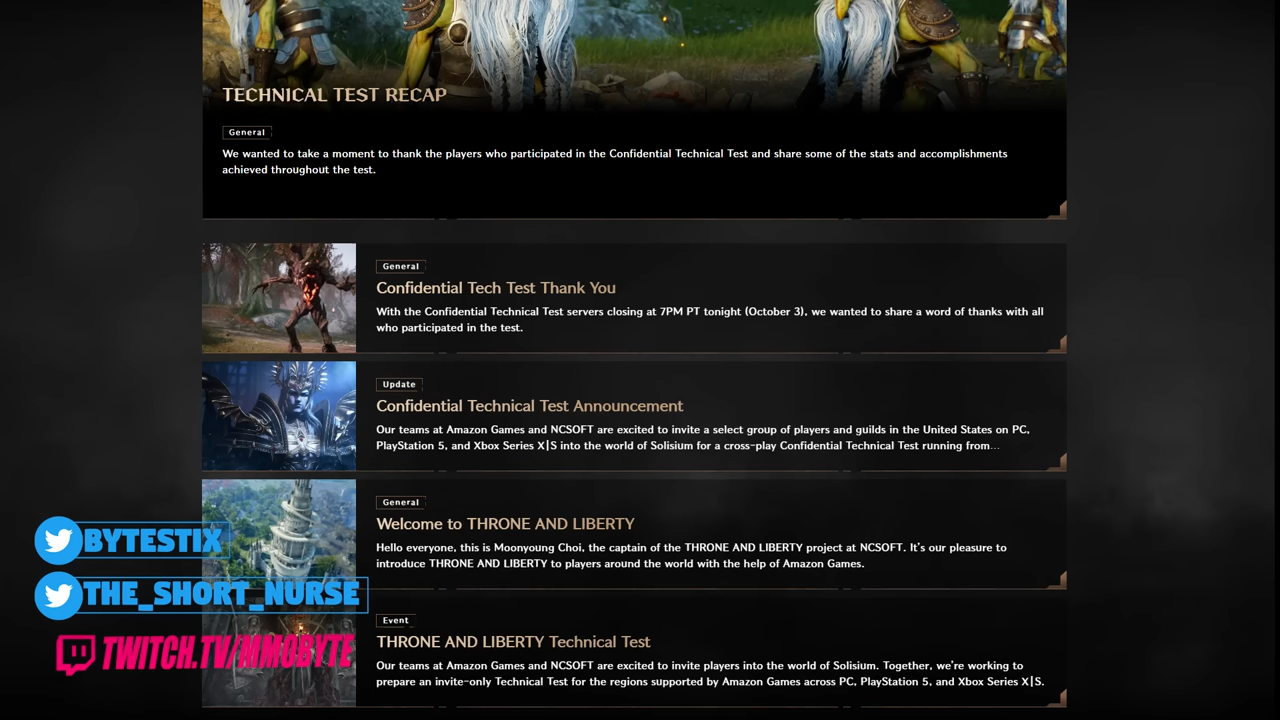 TECHNICAL TEST RECAP
General
We wanted to take a moment to thank the players who participated in the Confidential Technical Test and share some of the stats and accomplishments
achieved throughout the test.
General
Confidential Tech Test Thank You
With the Confidential Technical Test servers closing at 7PM PT tonight (October 3), we wanted to share a word of thanks with all
who participated in the test.
Update
Confidential Technical Test Announcement
Our teams at Amazon Games and NCSOFT are excited to invite a select group of players and guilds in the United States on PC,
PlayStation 5, and Xbox Series X|S into the world of Solisium for a cross-play Confidential Technical Test running from...
General
Welcome to THRONE AND LIBERTY
Hello everyone, this is Moonyoung Choi, the captain of the THRONE AND LIBERTY project at NCSOFT. It's our pleasure to
introduce THRONE AND LIBERTY to players around the world with the help of Amazon Games.
Event
THRONE AND LIBERTY Technical Test
Our teams at Amazon Games and NCSOFT are excited to invite players into the world of Solisium. Together, we're working to
prepare an invite-only Technical Test for the regions supported by Amazon Games across PC, PlayStation 5, and Xbox Series X|S.
BYTESTIX
THE_SHORT_NURSE
TWITCH.TV/MMOBYTE